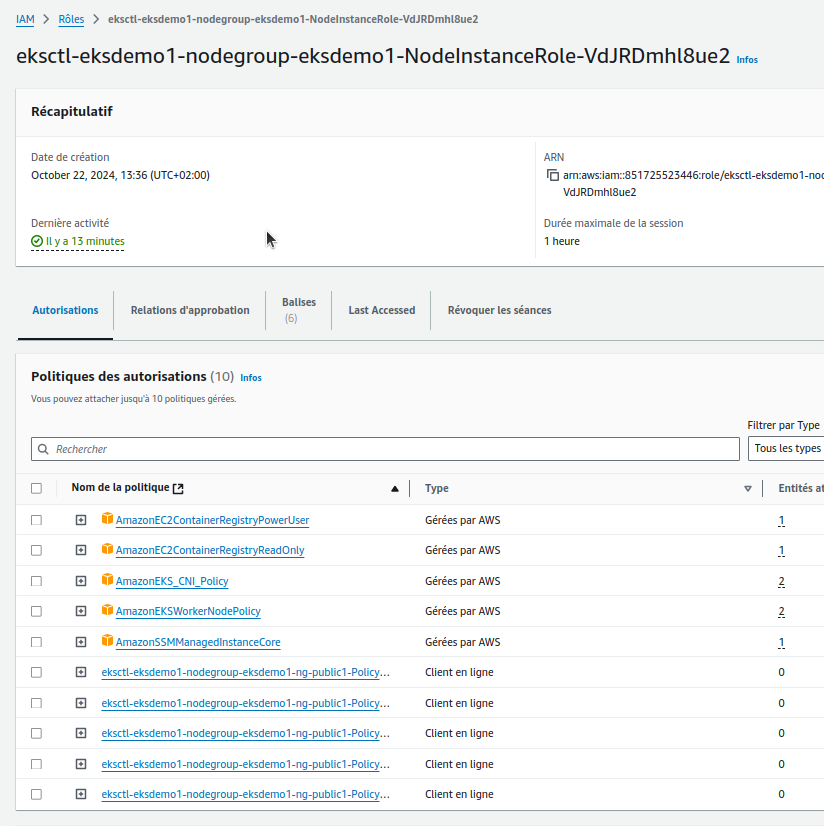 IAM > Rôles > eksctl-eksdemo1-nodegroup-eksdemo1-NodeInstanceRole-VdJRDmhl8ue2
eksctl-eksdemo1-nodegroup-eksdemo1-NodeInstanceRole-VdJRDmhl8ue2 Infos
Récapitulatif
Date de création
October 22, 2024, 13:36 (UTC+02:00)
ARN
arn:aws:iam::851725523446:role/eksctl-eksdemo1-noc
VdJRDmhl8ue2
Dernière activité
Il y a 13 minutes
Durée maximale de la session
1 heure
Autorisations
Relations d'approbation
Balises
(6)
Last Accessed
Révoquer les séances
Politiques des autorisations (10) Infos
Vous pouvez attacher jusqu'à 10 politiques gérées.
Filtrer par Type
Rechercher
Tous les types
Nom de la politique Type Entités at
AmazonEC2ContainerRegistryPowerUser Gérées par AWS 1
AmazonEC2ContainerRegistryReadOnly Gérées par AWS 1
AmazonEKS_CNI_Policy Gérées par AWS 2
AmazonEKSWorkerNodePolicy Gérées par AWS 2
AmazonSSMManagedInstanceCore Gérées par AWS 1
eksctl-eksdemo1-nodegroup-eksdemo1-ng-public1-Policy... Client en ligne 0
eksctl-eksdemo1-nodegroup-eksdemo1-ng-public1-Policy... Client en ligne 0
eksctl-eksdemo1-nodegroup-eksdemo1-ng-public1-Policy... Client en ligne 0
eksctl-eksdemo1-nodegroup-eksdemo1-ng-public1-Policy... Client en ligne 0
eksctl-eksdemo1-nodegroup-eksdemo1-ng-public1-Policy... Client en ligne 0